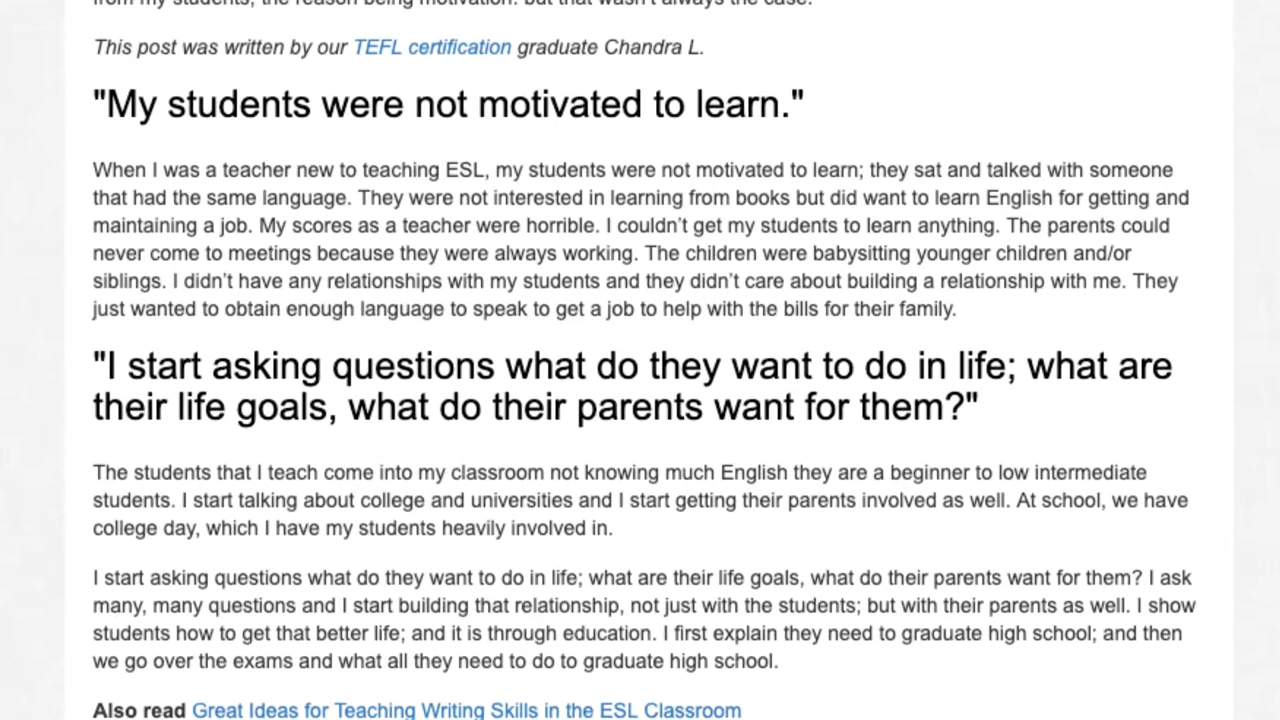 from my students, the reason being motivation: but that wasn't always the case.
This post was written by our TEFL certification graduate Chandra L.
"My students were not motivated to learn."
When I was a teacher new to teaching ESL, my students were not motivated to learn; they sat and talked with someone
that had the same language. They were not interested in learning from books but did want to learn English for getting and
maintaining a job. My scores as a teacher were horrible. I couldn't get my students to learn anything. The parents could
never come to meetings because they were always working. The children were babysitting younger children and/or
siblings. I didn't have any relationships with my students and they didn't care about building a relationship with me. They
just wanted to obtain enough language to speak to get a job to help with the bills for their family.
"I start asking questions what do they want to do in life; what are
their life goals, what do their parents want for them?"
The students that I teach come into my classroom not knowing much English they are a beginner to low intermediate
students. I start talking about college and universities and I start getting their parents involved as well. At school, we have
college day, which I have my students heavily involved in.
I start asking questions what do they want to do in life; what are their life goals, what do their parents want for them? I ask
many, many questions and I start building that relationship, not just with the students; but with their parents as well. I show
students how to get that better life; and it is through education. I first explain they need to graduate high school; and then
we go over the exams and what all they need to do to graduate high school.
Also read Great Ideas for Teaching Writing Skills in the ESL Classroom